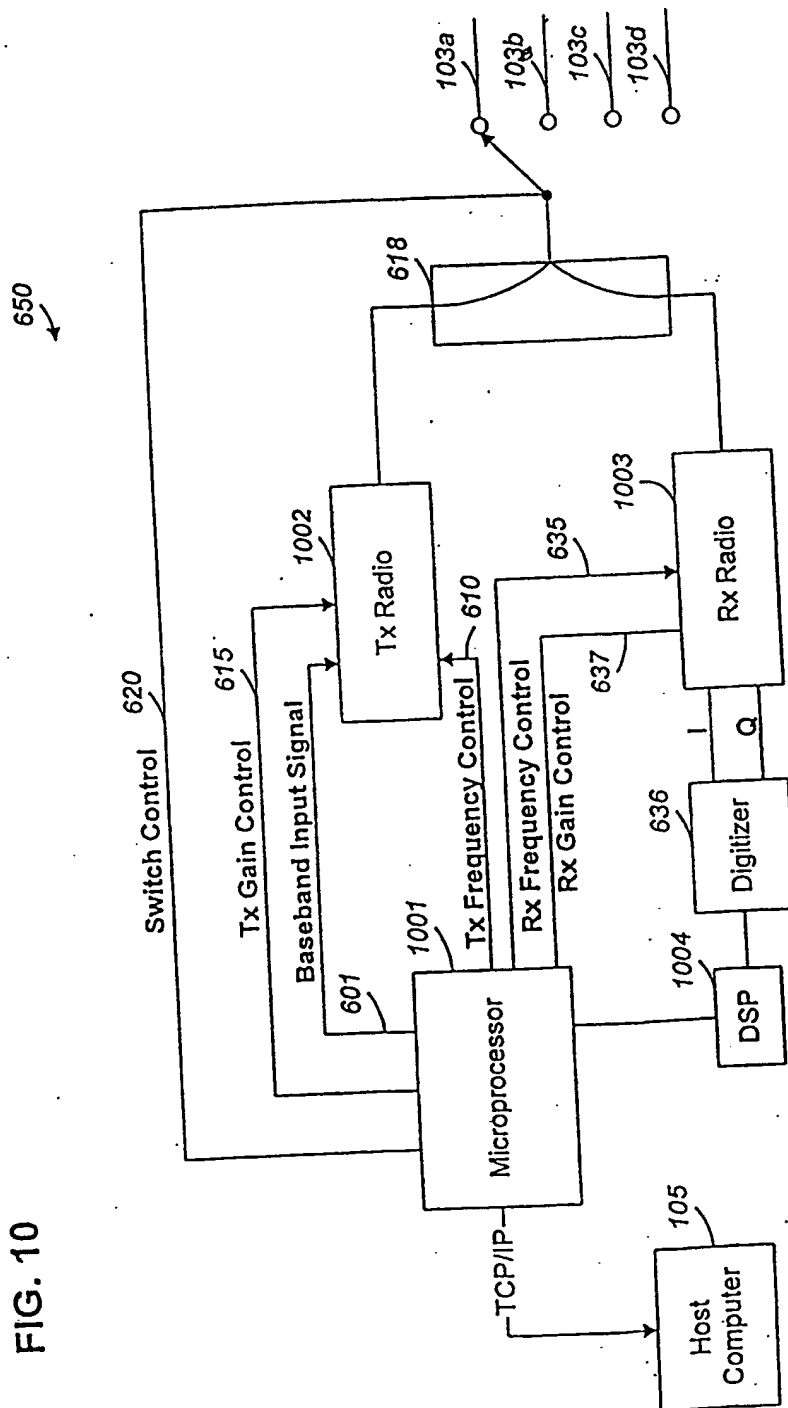 FIG. 10
650
Switch Control
620
Tx Gain Control
615
Baseband Input Signal
601
Tx Frequency Control
610
Rx Frequency Control
635
Rx Gain Control
637
Microprocessor
1001
Tx Radio
1002
618
103a
103b
103c
103d
Rx Radio
1003
I
Q
Digitizer
636
DSP
1004
TCP/IP
Host
Computer
105